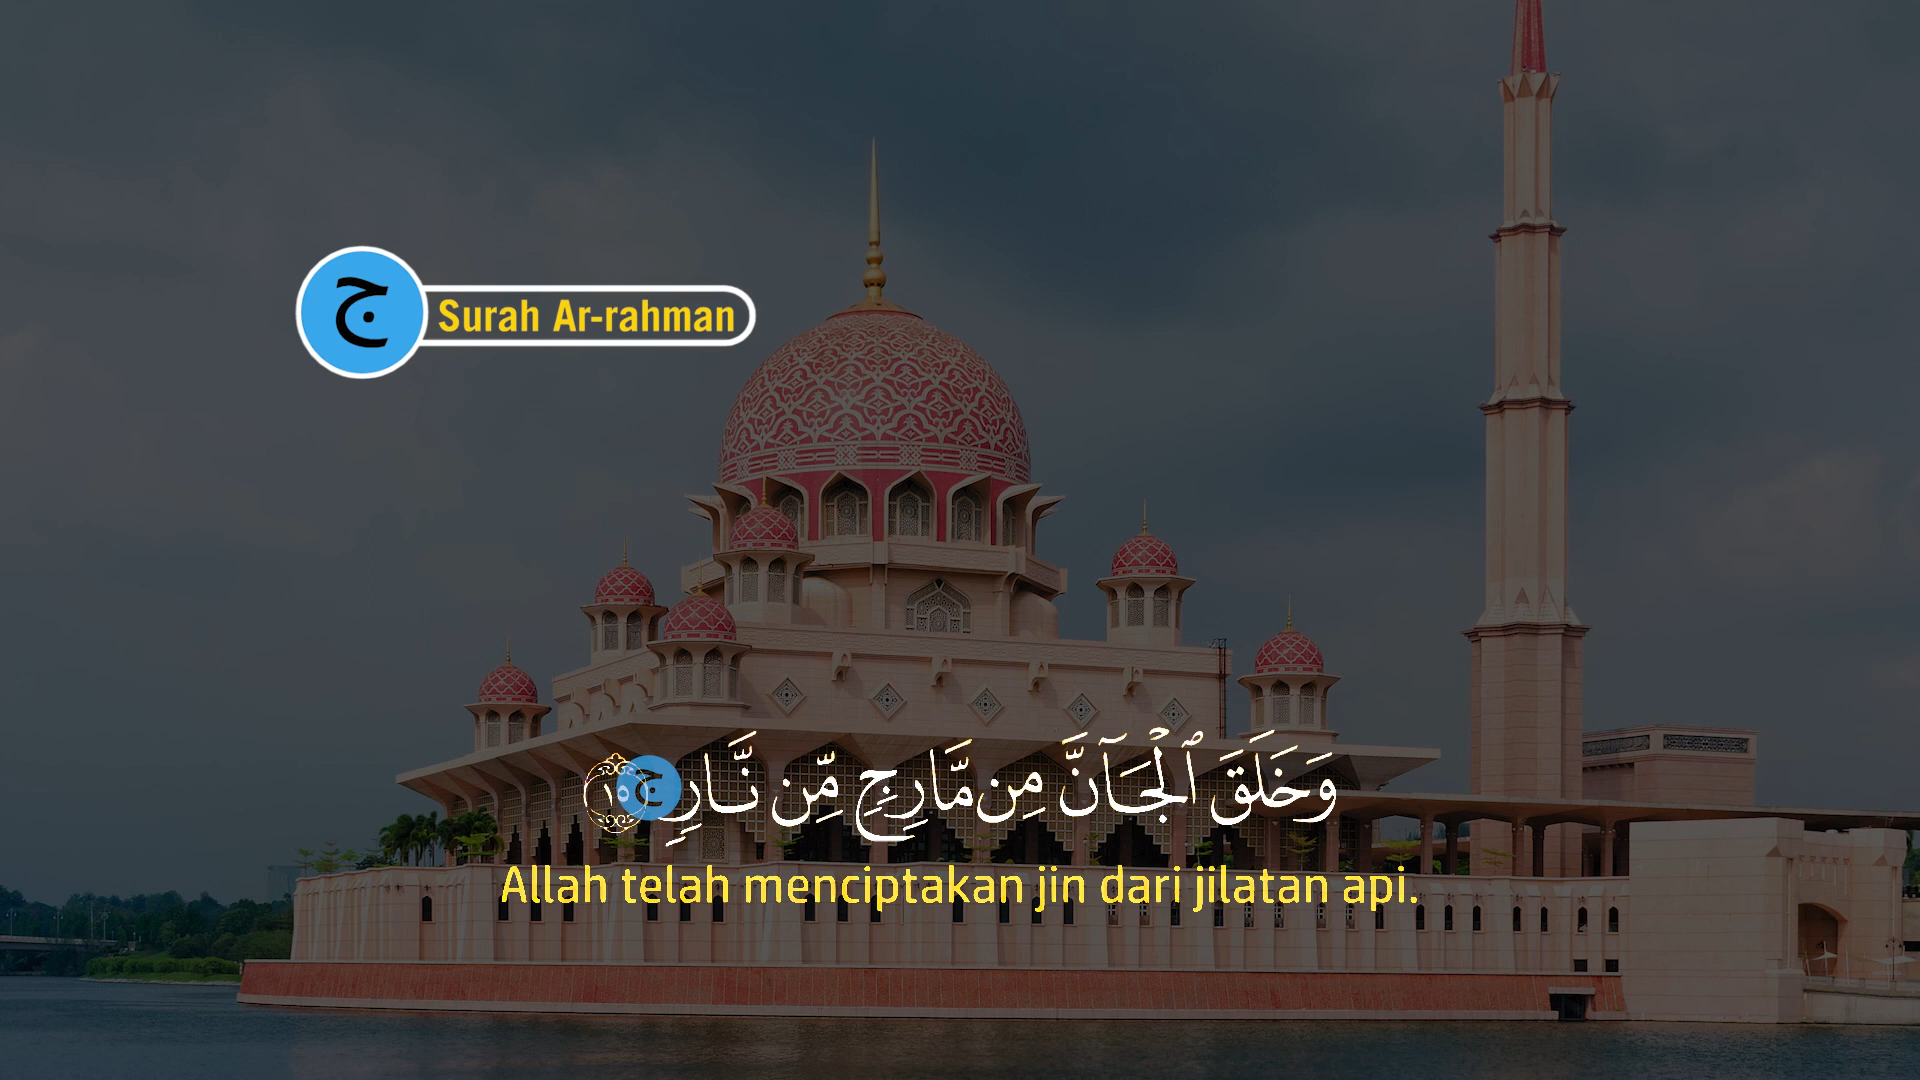 ج Surah Ar-rahman
وَخَلَقَ ٱلْجَآنَّ مِن مَّارِجٍ مِّن نَّارٍ ج ١٥
Allah telah menciptakan jin dari jilatan api.